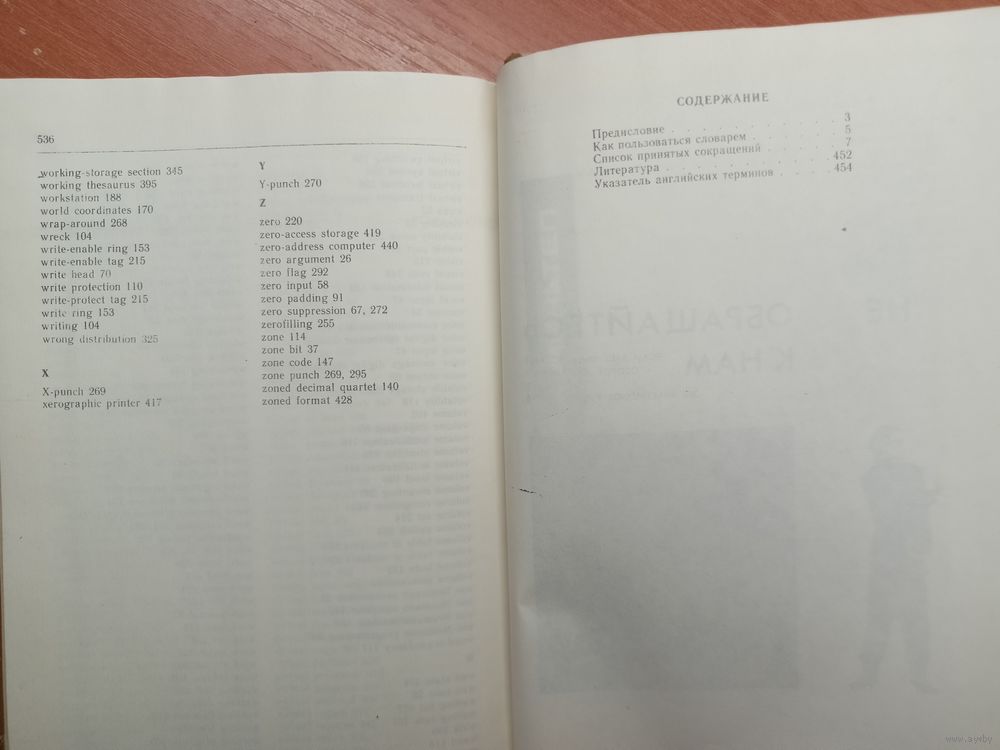 536
working-storage section 345
working thesaurus 395
workstation 188
world coordinates 170
wrap-around 268
wreck 104
write-enable ring 153
write-enable tag 215
write head 70
write protection 110
write-protect tag 215
write ring 153
writing 104
wrong distribution 325
X
X-punch 269
xerographic printer 417
Y
Y-punch 270
Z
zero 220
zero-access storage 419
zero-address computer 440
zero argument 26
zero flag 292
zero input 58
zero padding 91
zero suppression 67, 272
zerofilling 255
zone 114
zone bit 37
zone code 147
zone punch 269, 295
zoned decimal quartet 140
zoned format 428
СОДЕРЖАНИЕ
Предисловие . . . . . . . . . . . 3
Как пользоваться словарем . . . . . . 5
Список принятых сокращений . . . . . 7
Литература . . . . . . . . . . . 452
Указатель английских терминов . . . . 454
www.ay.by